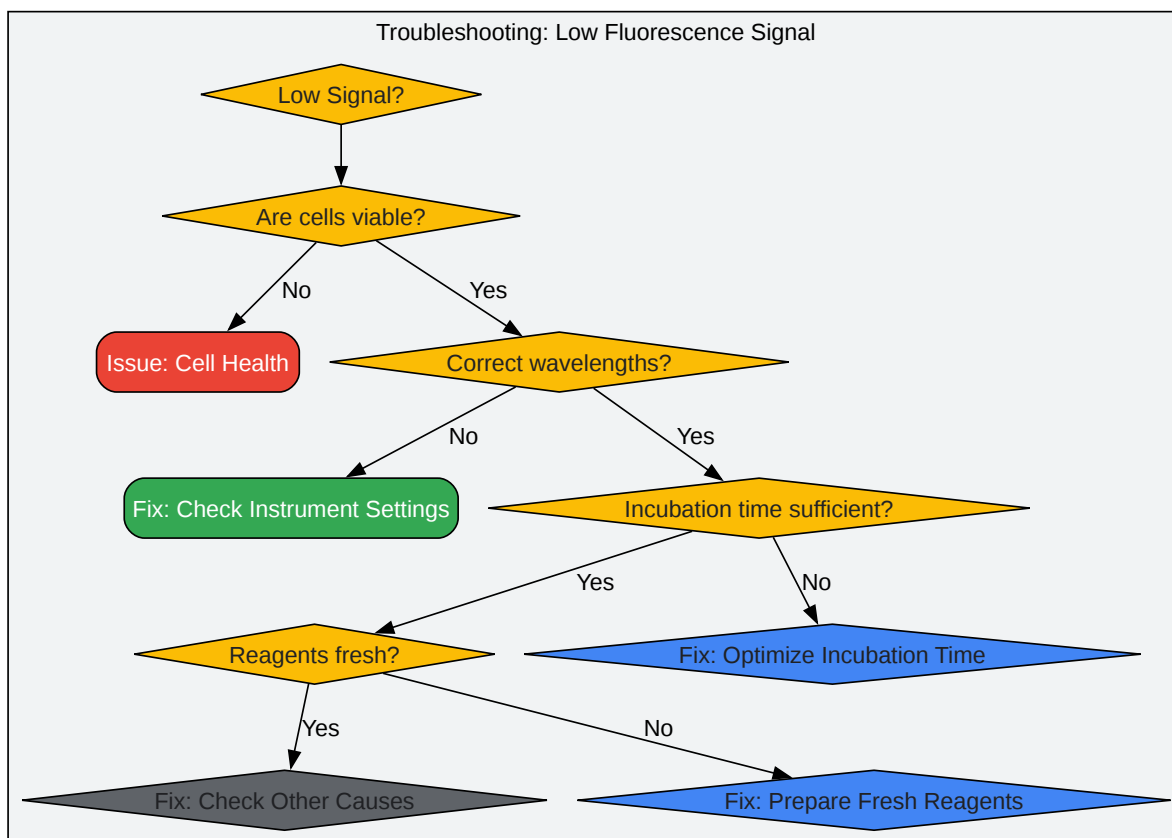 Troubleshooting: Low Fluorescence Signal
Low Signal?
Are cells viable?
No
Yes
Issue: Cell Health
Correct wavelengths?
No
Yes
Fix: Check Instrument Settings
Incubation time sufficient?
Yes
No
Reagents fresh?
Fix: Optimize Incubation Time
Yes
No
Fix: Check Other Causes
Fix: Prepare Fresh Reagents